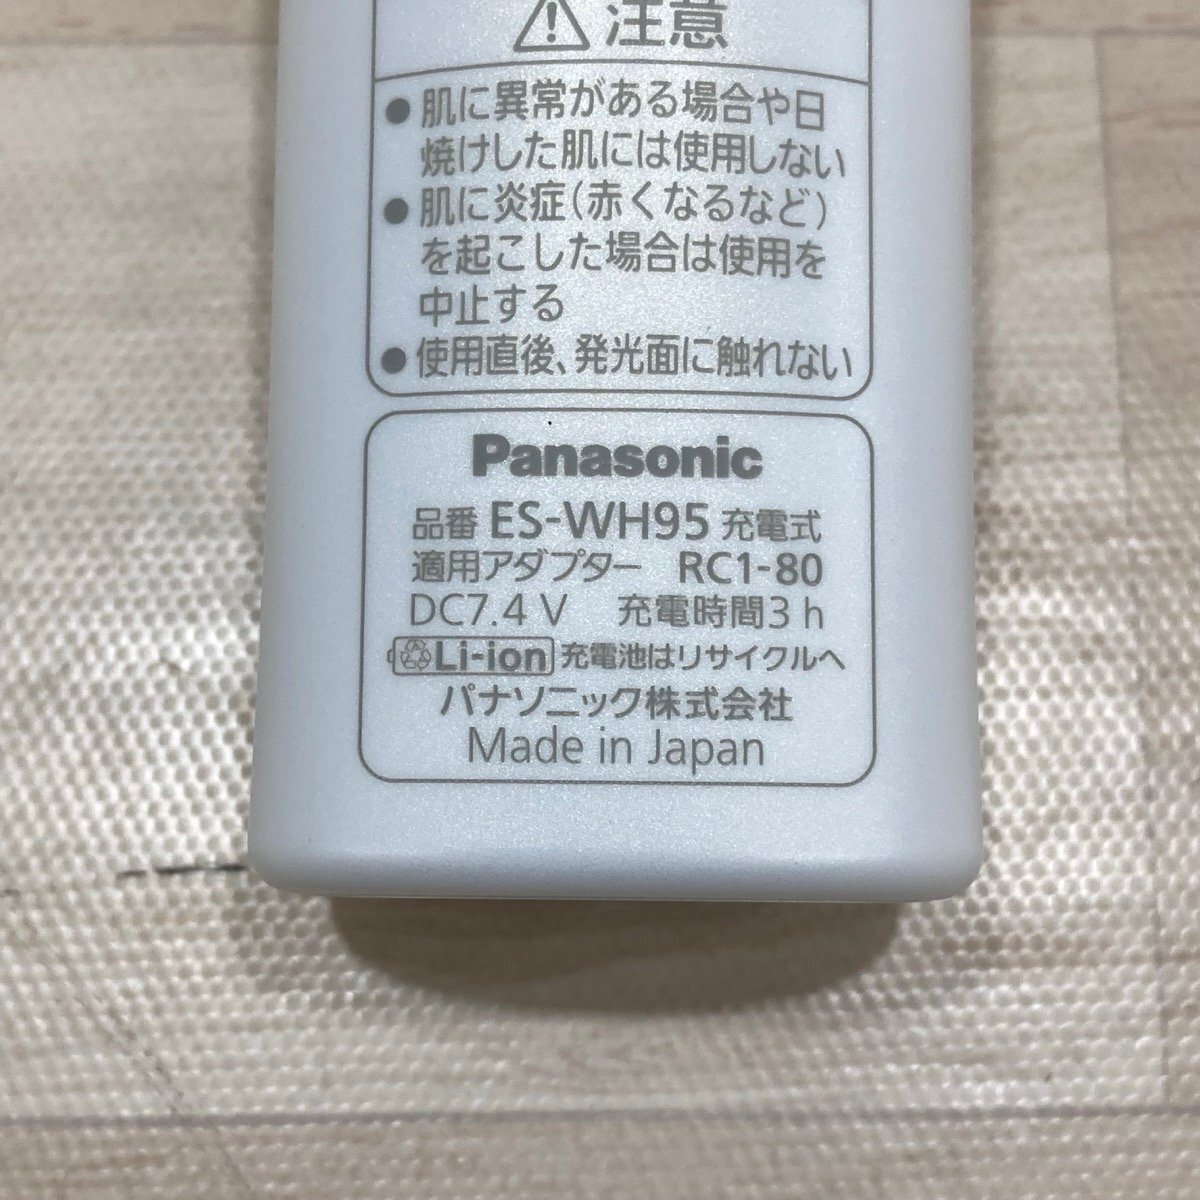 注意
● 肌に異常がある場合や日
焼けした肌には使用しない
● 肌に炎症(赤くなるなど)
を起こした場合は使用を
中止する
● 使用直後、発光面に触れない
Panasonic
品番 ES-WH95 充電式
適用アダプター RC1-80
DC7.4 V 充電時間3 h
Li-ion 充電池はリサイクルへ
パナソニック株式会社
Made in Japan